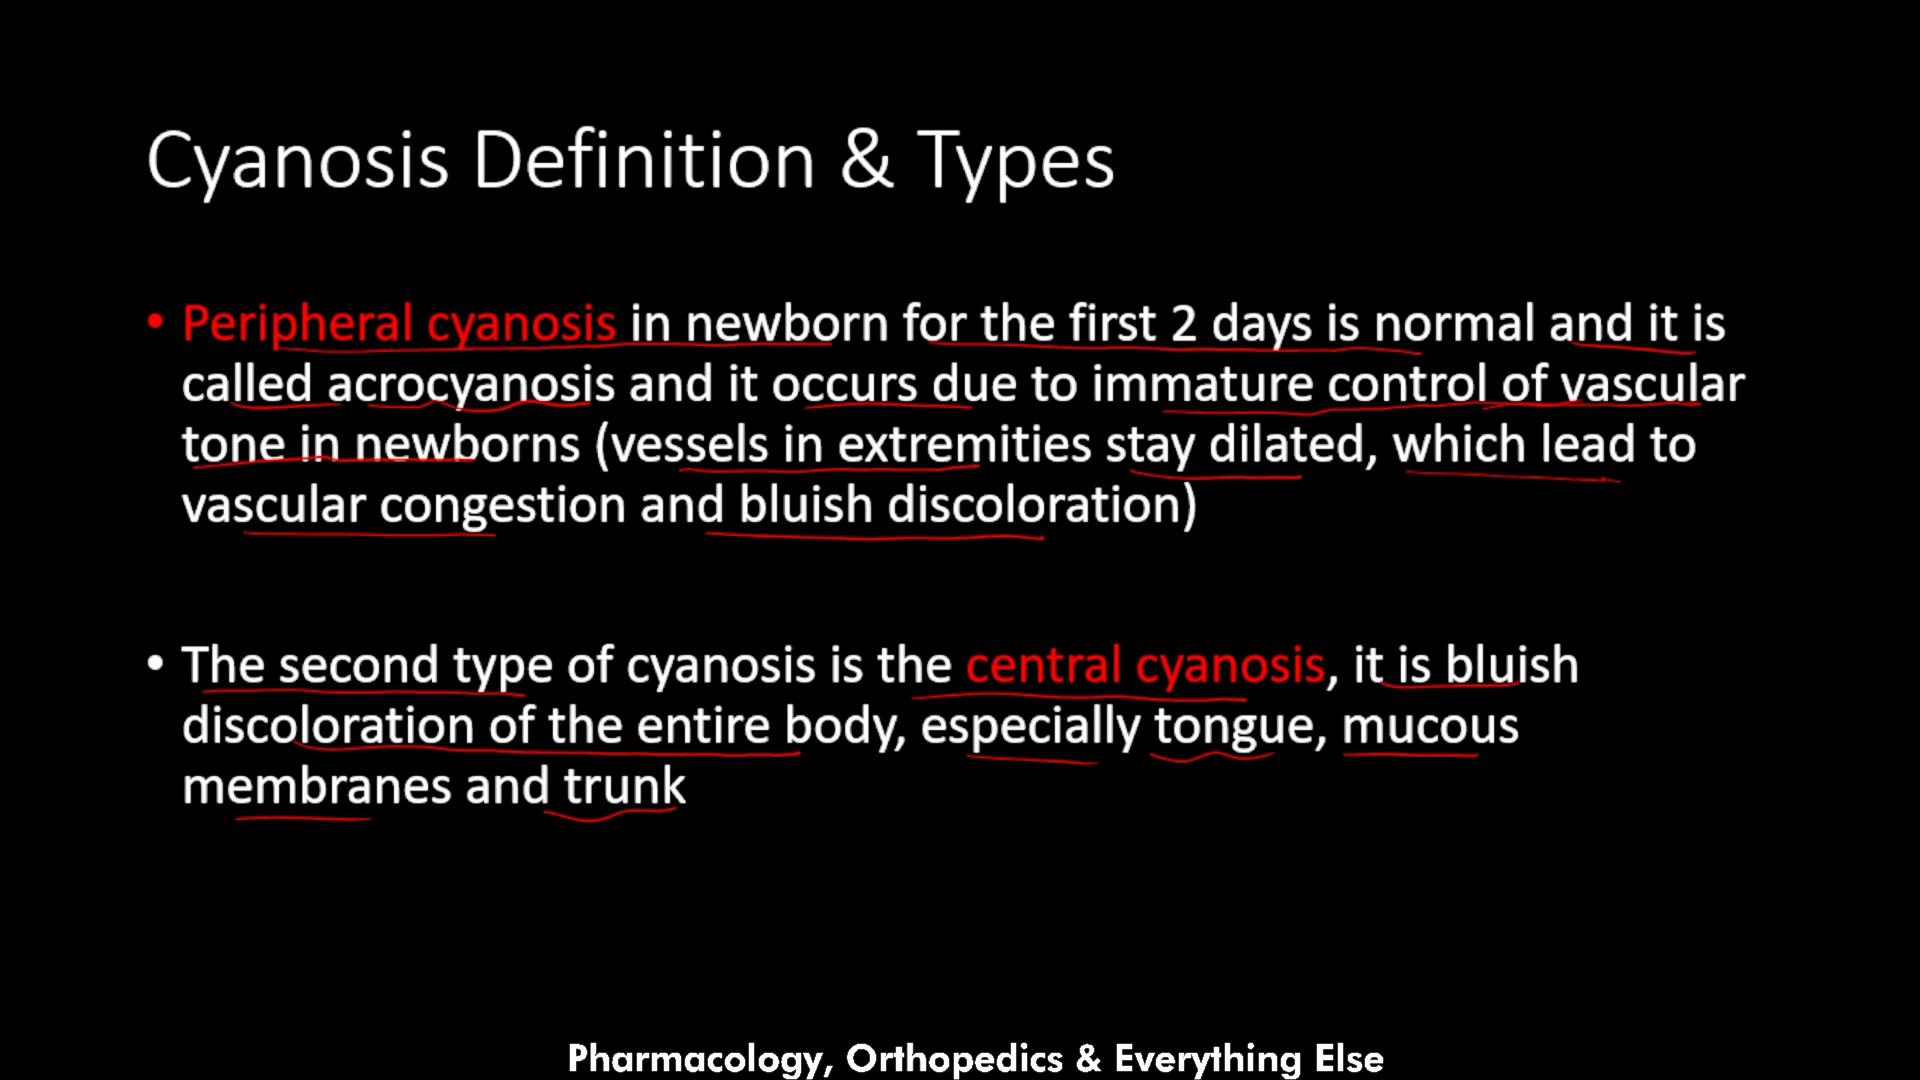 Cyanosis Definition & Types
• Peripheral cyanosis in newborn for the first 2 days is normal and it is
called acrocyanosis and it occurs due to immature control of vascular
tone in newborns (vessels in extremities stay dilated, which lead to
vascular congestion and bluish discoloration)
• The second type of cyanosis is the central cyanosis, it is bluish
discoloration of the entire body, especially tongue, mucous
membranes and trunk
Pharmacology, Orthopedics & Everything Else